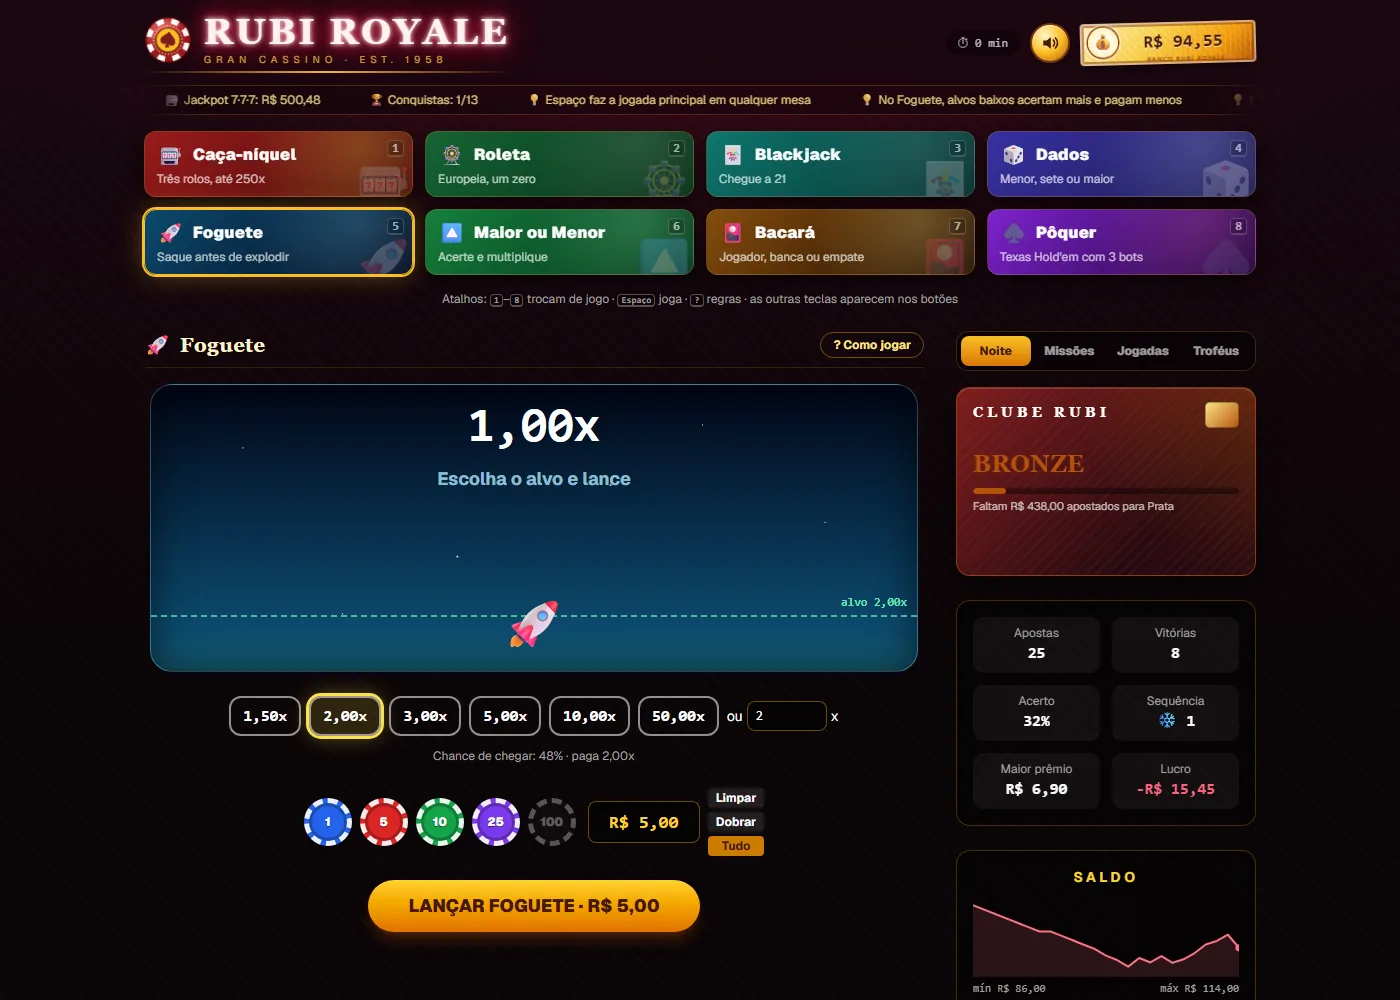 RUBI ROYALE
GRAN CASSINO · EST. 1958
0 min
R$ 94,55
Jackpot 7·7·7: R$ 500,48
Conquistas: 1/13
Espaço faz a jogada principal em qualquer mesa
No Foguete, alvos baixos acertam mais e pagam menos
Caça-níquel 1
Três rolos, até 250x
Roleta 2
Europeia, um zero
Blackjack 3
Chegue a 21
Dados 4
Menor, sete ou maior
Foguete 5
Saque antes de explodir
Maior ou Menor 6
Acerte e multiplique
Bacará 7
Jogador, banca ou empate
Pôquer 8
Texas Hold'em com 3 bots
Atalhos: 1–8 trocam de jogo · Espaço joga · ? regras · as outras teclas aparecem nos botões
Foguete
? Como jogar
1,00x
Escolha o alvo e lance
alvo 2,00x
1,50x 2,00x 3,00x 5,00x 10,00x 50,00x ou 2 x
Chance de chegar: 48% · paga 2,00x
1 5 10 25 100 R$ 5,00
Limpar
Dobrar
Tudo
LANÇAR FOGUETE · R$ 5,00
Noite Missões Jogadas Troféus
CLUBE RUBI
BRONZE
Faltam R$ 438,00 apostados para Prata
Apostas
25
Vitórias
8
Acerto
32%
Sequência
1
Maior prêmio
R$ 6,90
Lucro
-R$ 15,45
SALDO
mín R$ 86,00
máx R$ 114,00